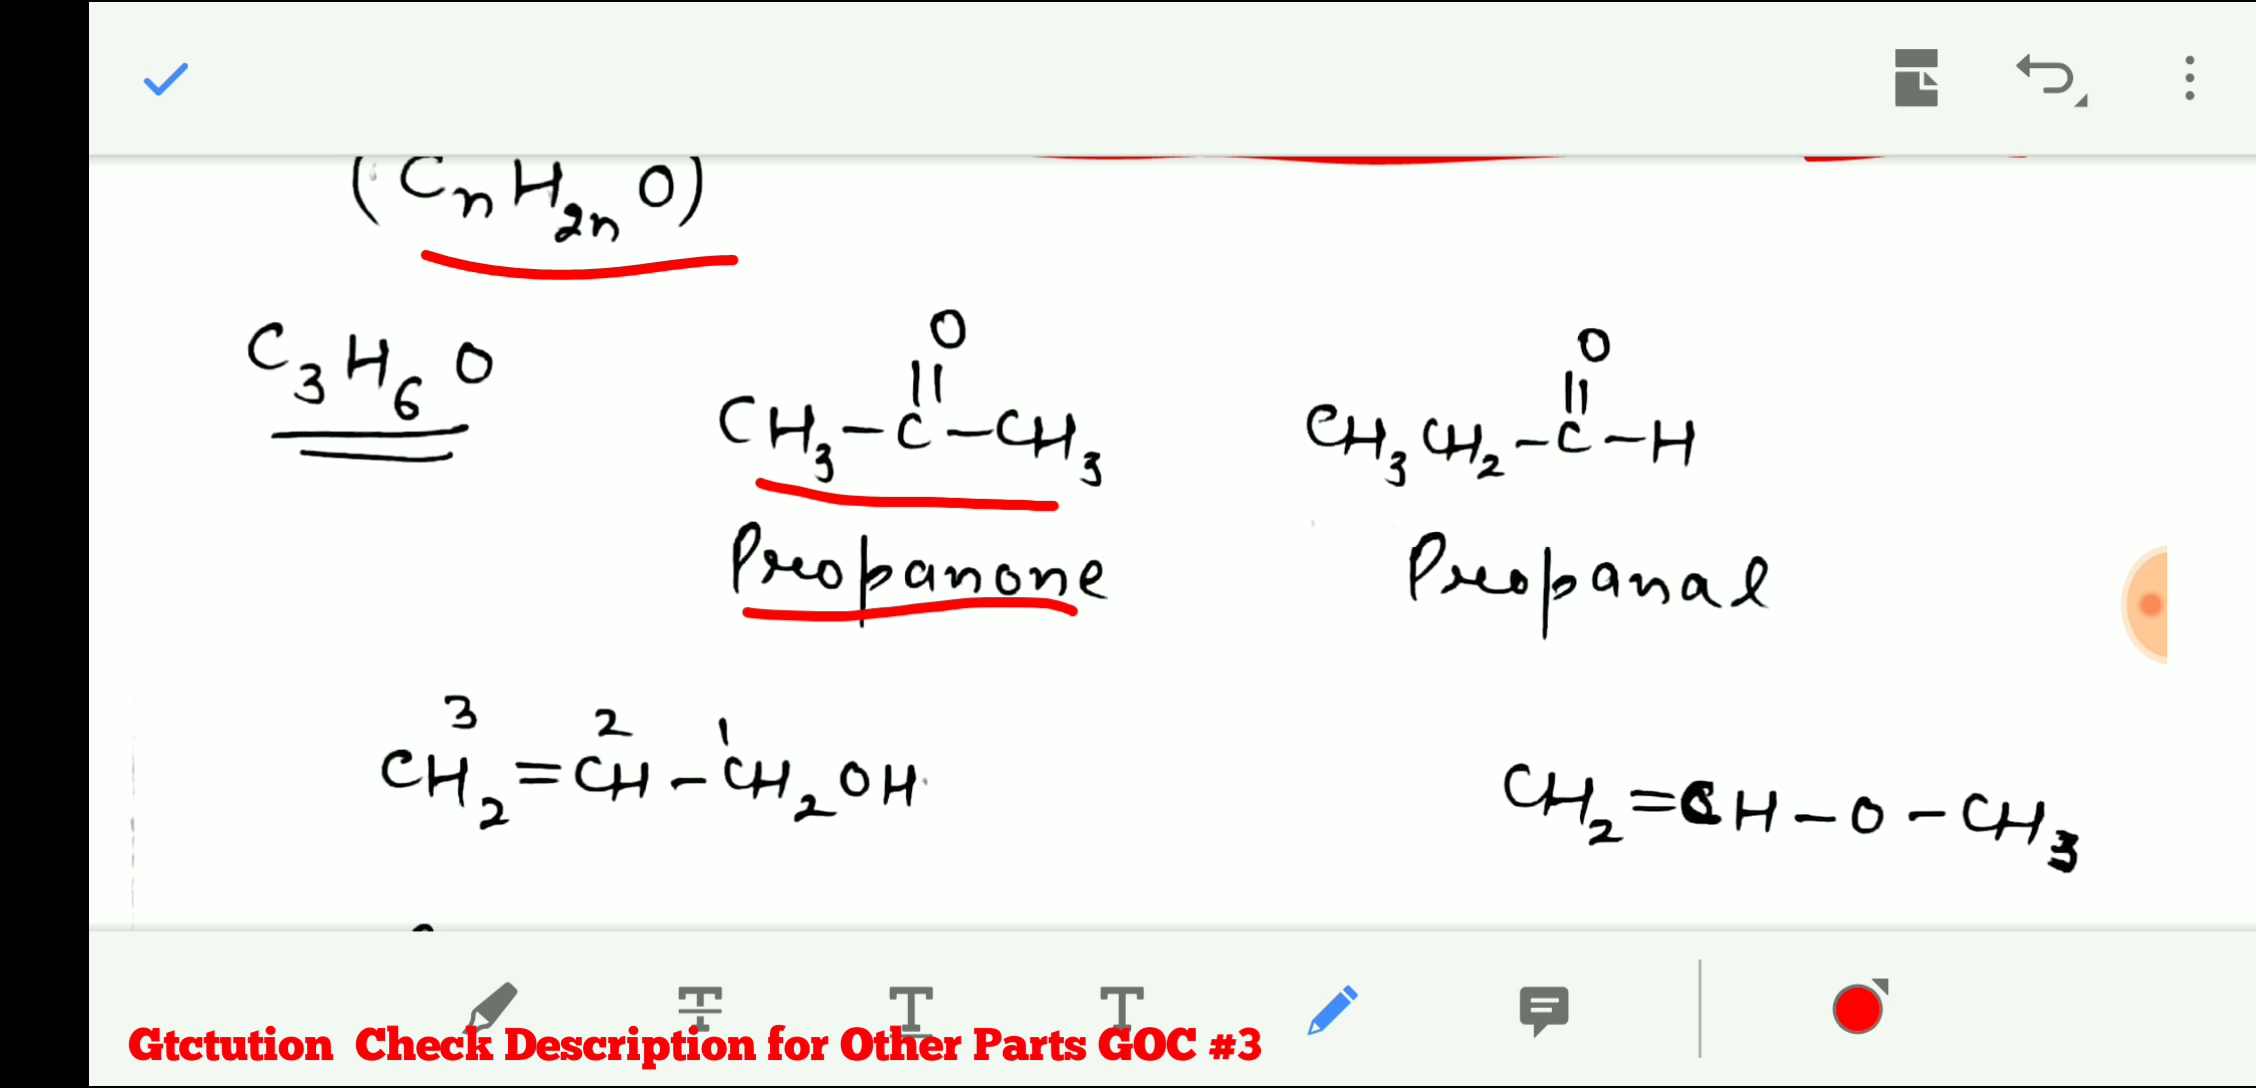 (CnH2nO)
C3H6O
O
||
CH3-C-CH3
Propanone
O
||
CH3CH2-C-H
Propanal
3 2 1
CH2=CH-CH2OH
CH2=CH-O-CH3
Gtctution Check Description for Other Parts GOC #3